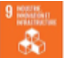 9 INDUSTRY
INNOVATION AND
INFRASTRUCTURE